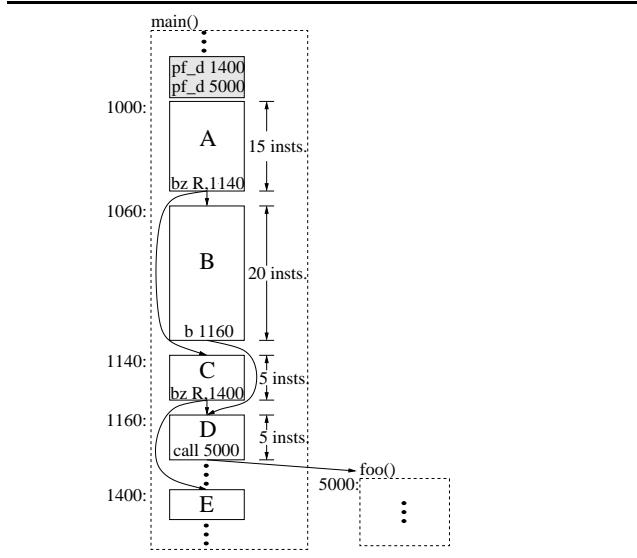 main()
pf_d 1400
pf_d 5000
1000:
A
15 insts.
bz R,1140
1060:
B
20 insts.
b 1160
1140:
C
5 insts.
bz R,1400
1160:
D
5 insts.
call 5000
foo()
5000:
1400:
E